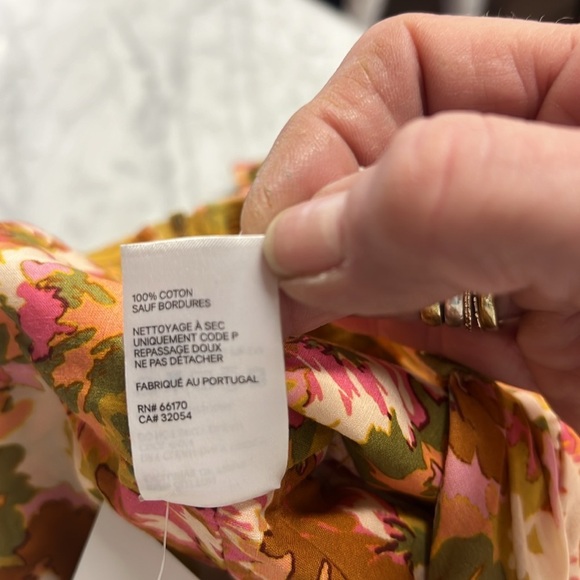 100% COTON
SAUF BORDURES
NETTOYAGE À SEC
UNIQUEMENT CODE P
REPASSAGE DOUX
NE PAS DÉTACHER
FABRIQUÉ AU PORTUGAL
RN# 66170
CA# 32054